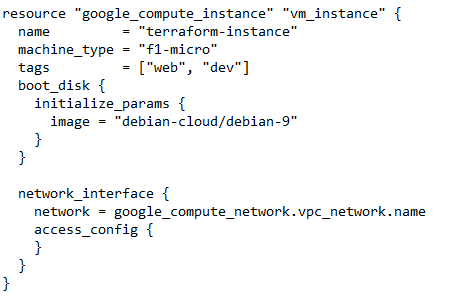 resource "google_compute_instance" "vm_instance" {
  name         = "terraform-instance"
  machine_type = "f1-micro"
  tags         = ["web", "dev"]
  boot_disk {
    initialize_params {
      image = "debian-cloud/debian-9"
    }
  }

  network_interface {
    network = google_compute_network.vpc_network.name
    access_config {
    }
  }
}